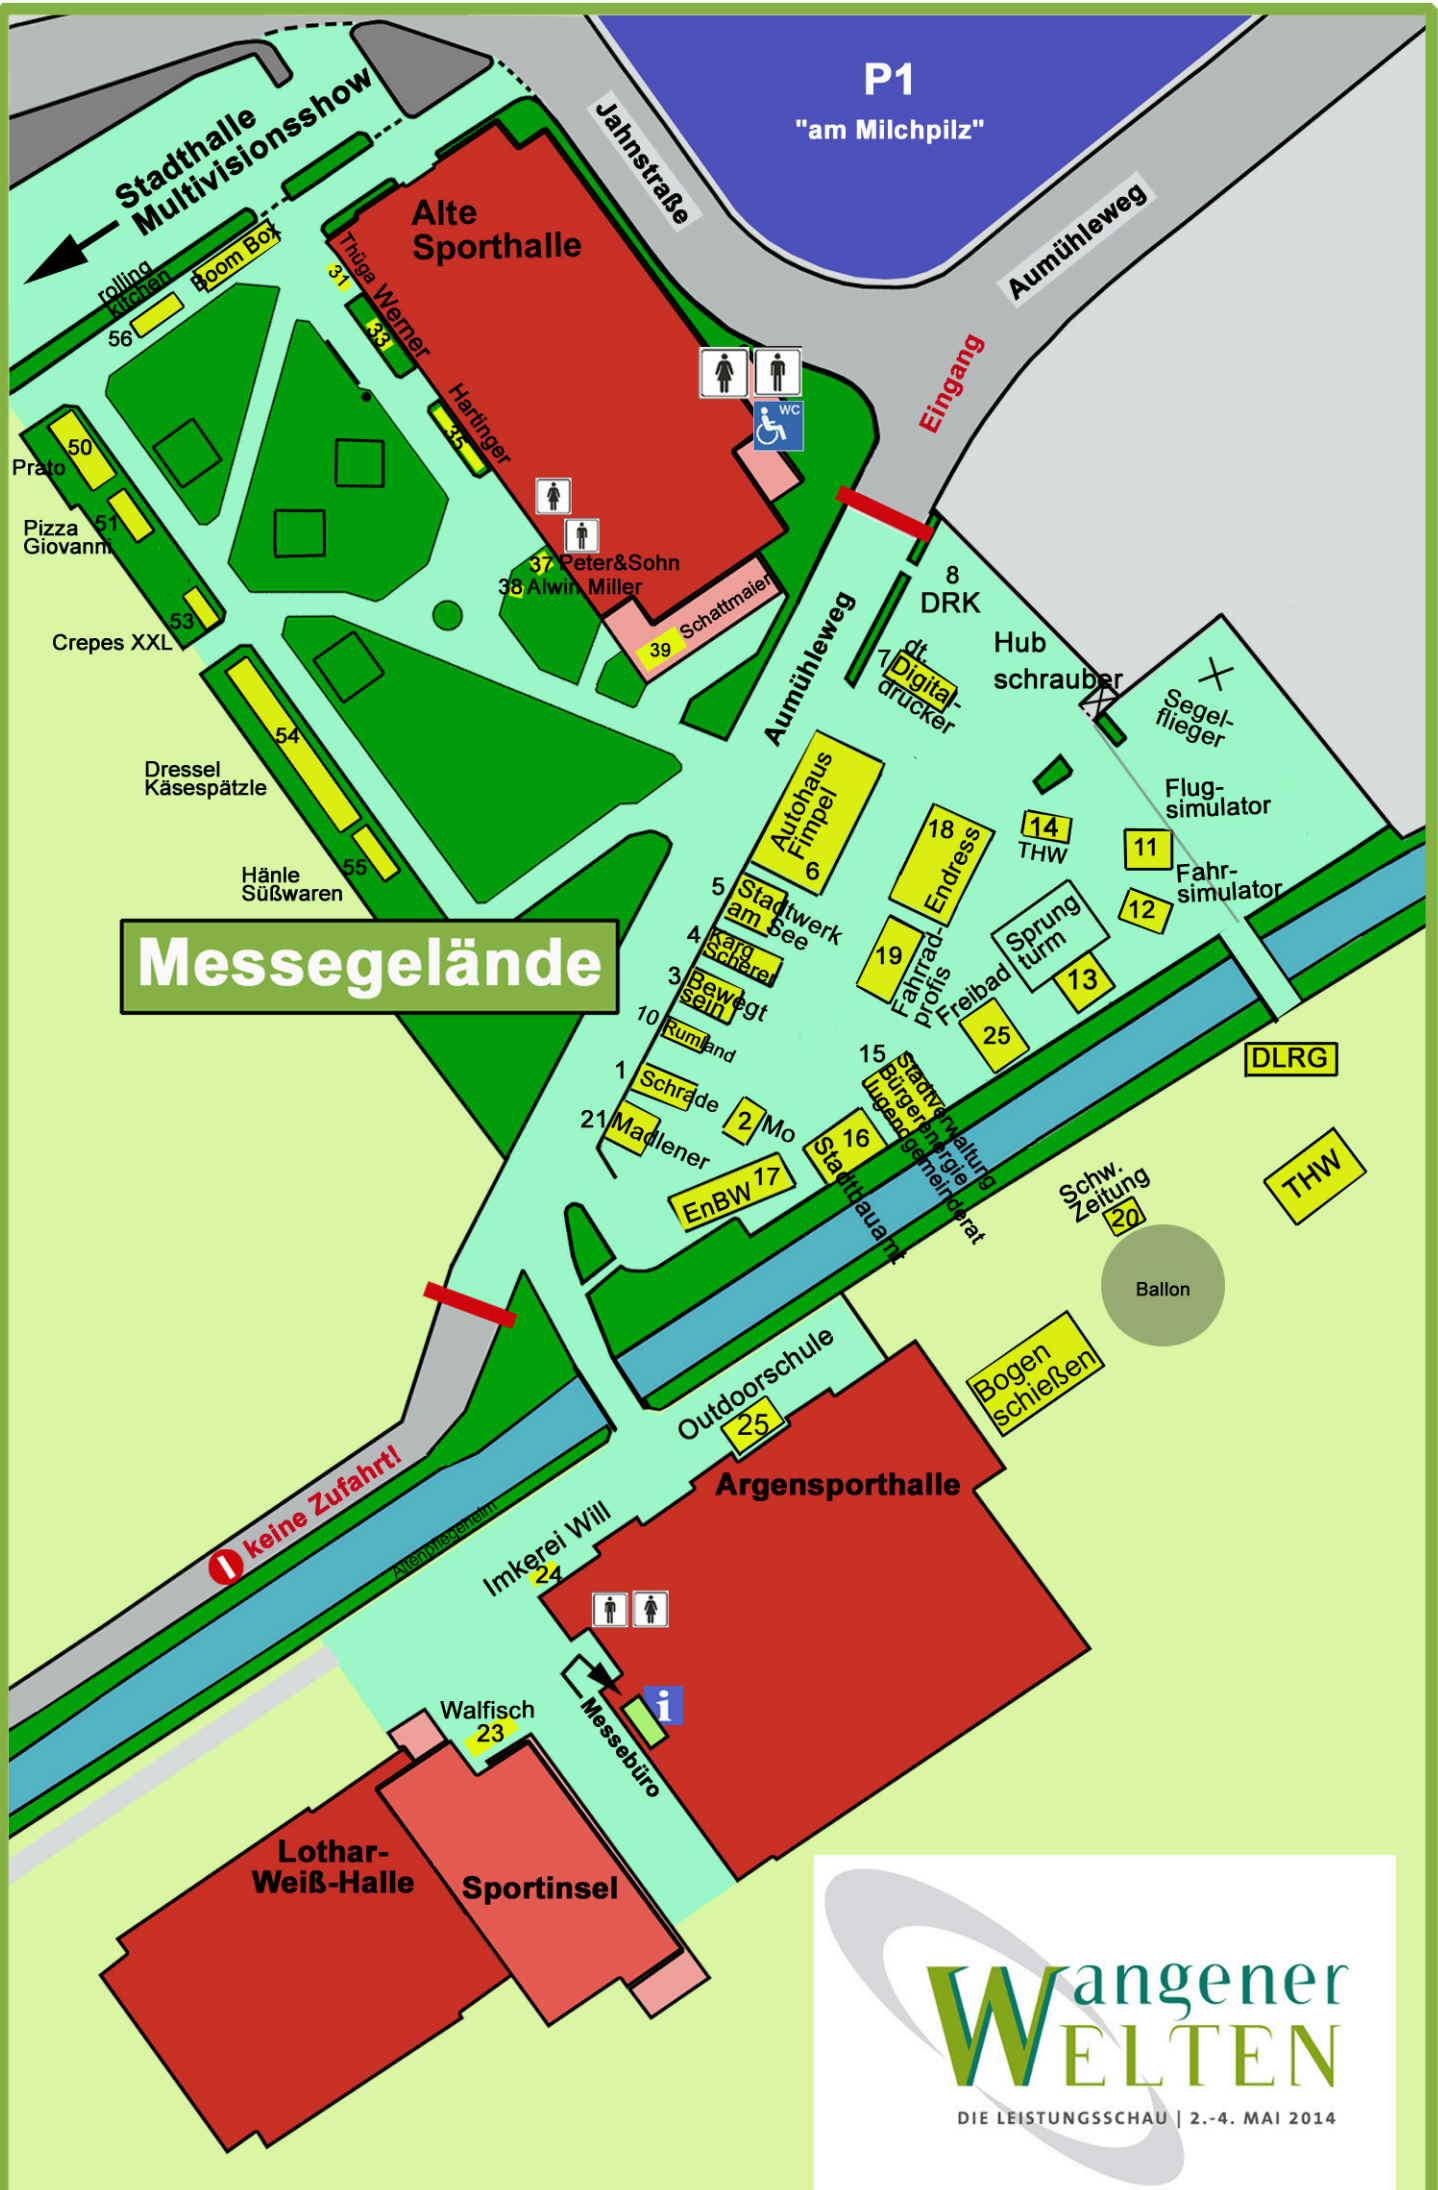 P1
"am Milchpilz"
Jahnstraße
Aumühleweg
Eingang
Stadthalle
Multivisionsshow
Alte
Sporthalle
rolling
kitchen
56
Boom Box
Thüga
31
Werner
33
Hartinger
35
WC
50
Prato
51
Pizza
Giovanni
53
Crepes XXL
37 Peter&Sohn
38 Alwin Miller
39
Schattmaier
54
Dressel
Käsespätzle
55
Hänle
Süßwaren
Messegelände
Aumühleweg
8
DRK
7
dt.
Digital-
drucker
Hub
schrauber
Segel-
flieger
Flug-
simulator
11
Fahr-
simulator
12
14
THW
Autohaus
Fimpel
6
18
Endress
19
Fahrrad-
profis
Sprung
turm
13
Freibad
25
5
Stadtwerk
am See
4
Karg
Scherer
3
Bewegt
sein
10
Rumland
1
Schrade
21
Madlener
2
Mo
15
Stadtverwaltung
Bürgerenergie
Jugendgemeinderat
16
Stadtbauamt
EnBW 17
DLRG
THW
Schw.
Zeitung
20
Ballon
Bogen
schießen
Outdoorschule
25
Argensporthalle
keine Zufahrt!
Altenpflegeheim
Imkerei Will
24
i
Messebüro
Walfisch
23
Lothar-
Weiß-Halle
Sportinsel
Wangener
WELTEN
DIE LEISTUNGSSCHAU | 2.-4. MAI 2014